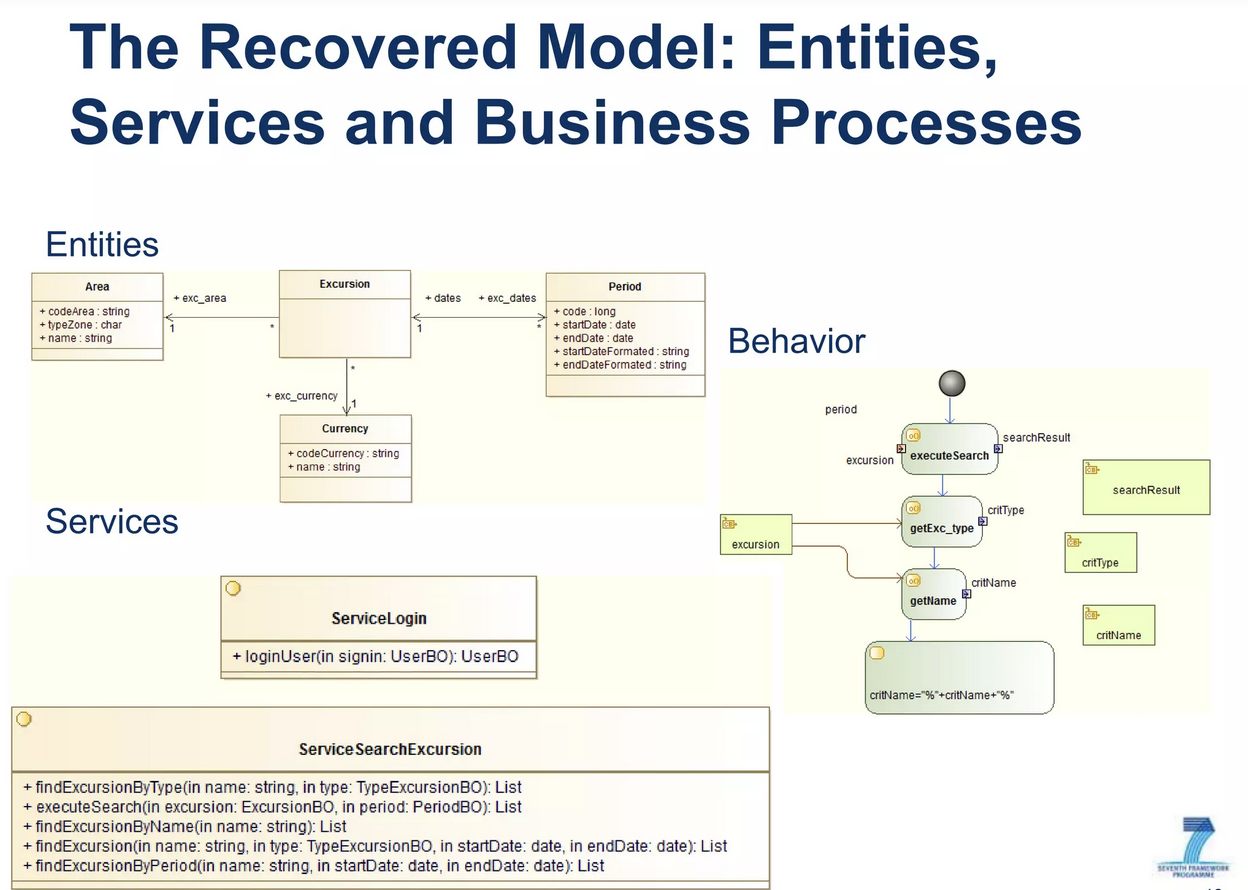 The Recovered Model: Entities,
Services and Business Processes
Entities
Area
+ codeArea : string
+ typeZone : char
+ name : string
+ exc_area
1
*
Excursion
+ dates
+ exc_dates
1
*
Period
+ code : long
+ startDate : date
+ endDate : date
+ startDateFormated : string
+ endDateFormated : string
*
+ exc_currency
1
Currency
+ codeCurrency : string
+ name : string
Services
ServiceLogin
+ loginUser(in signin: UserBO): UserBO
ServiceSearchExcursion
+ findExcursionByType(in name: string, in type: TypeExcursionBO): List
+ executeSearch(in excursion: ExcursionBO, in period: PeriodBO): List
+ findExcursionByName(in name: string): List
+ findExcursion(in name: string, in type: TypeExcursionBO, in startDate: date, in endDate: date): List
+ findExcursionByPeriod(in name: string, in startDate: date, in endDate: date): List
Behavior
period
excursion
executeSearch
searchResult
searchResult
getExc_type
critType
critType
excursion
getName
critName
critName
critName="%"+critName+"%"
SEVENTH FRAMEWORK
PROGRAMME